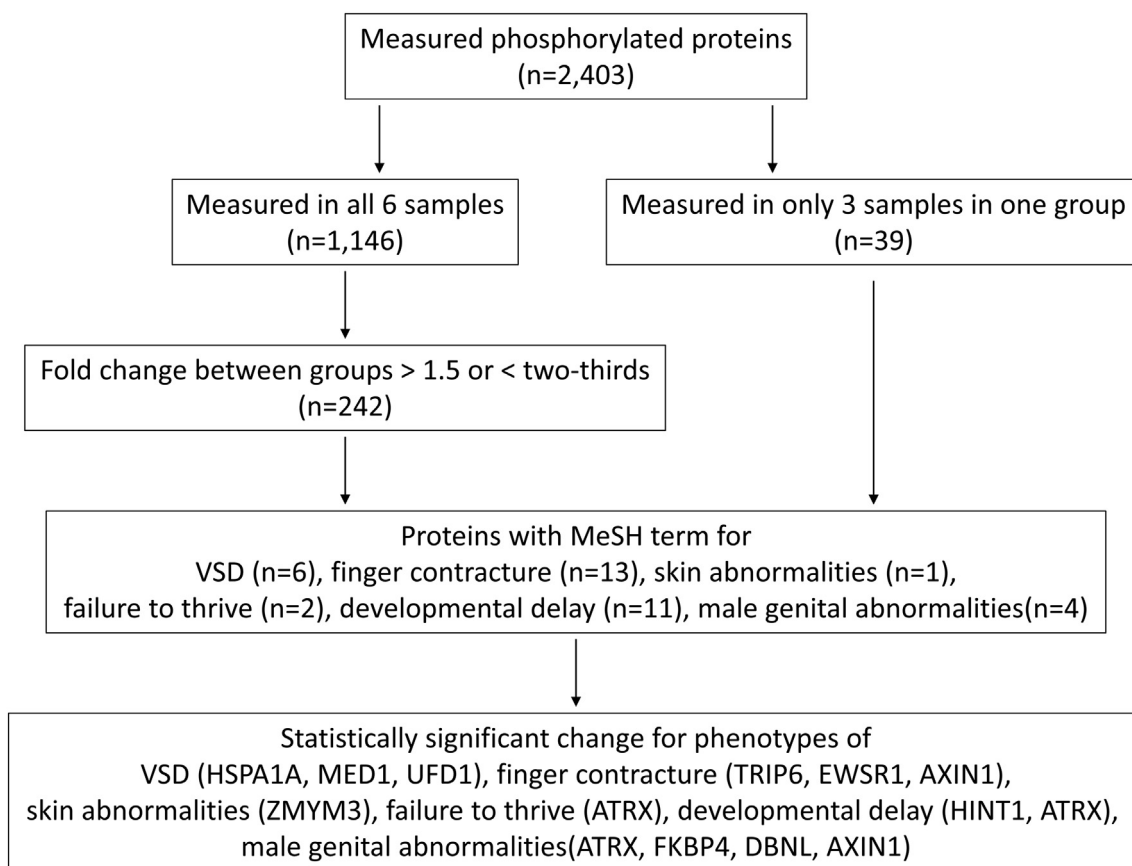 Measured phosphorylated proteins
(n=2,403)
Measured in all 6 samples
(n=1,146)
Measured in only 3 samples in one group
(n=39)
Fold change between groups > 1.5 or < two-thirds
(n=242)
Proteins with MeSH term for
VSD (n=6), finger contracture (n=13), skin abnormalities (n=1),
failure to thrive (n=2), developmental delay (n=11), male genital abnormalities(n=4)
Statistically significant change for phenotypes of
VSD (HSPA1A, MED1, UFD1), finger contracture (TRIP6, EWSR1, AXIN1),
skin abnormalities (ZMYM3), failure to thrive (ATRX), developmental delay (HINT1, ATRX),
male genital abnormalities(ATRX, FKBP4, DBNL, AXIN1)